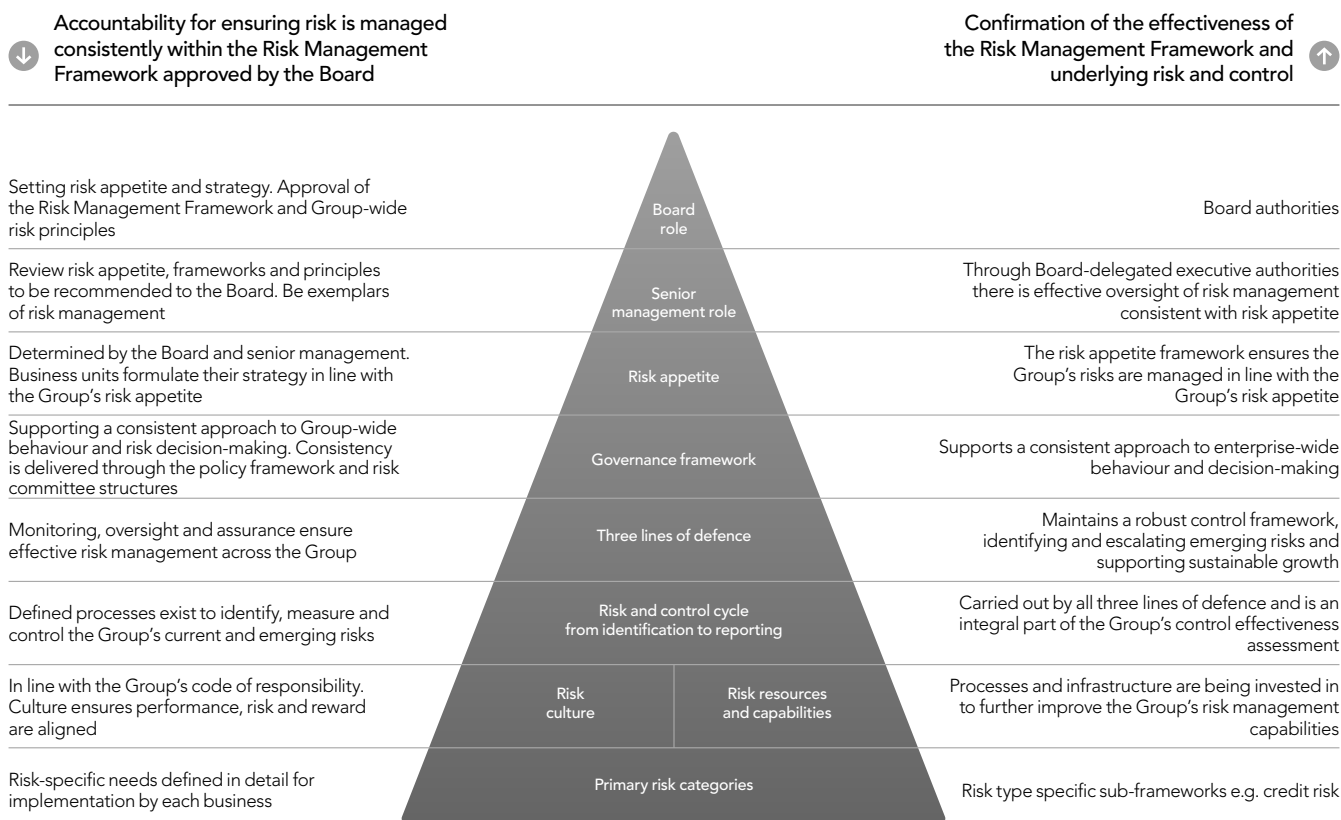 Accountability for ensuring risk is managed
consistently within the Risk Management
Framework approved by the Board
Confirmation of the effectiveness of
the Risk Management Framework and
underlying risk and control
Setting risk appetite and strategy. Approval of
the Risk Management Framework and Group-wide
risk principles
Board
role
Board authorities
Review risk appetite, frameworks and principles
to be recommended to the Board. Be exemplars
of risk management
Senior
management role
Through Board-delegated executive authorities
there is effective oversight of risk management
consistent with risk appetite
Determined by the Board and senior management.
Business units formulate their strategy in line with
the Group’s risk appetite
Risk appetite
The risk appetite framework ensures the
Group’s risks are managed in line with the
Group’s risk appetite
Supporting a consistent approach to Group-wide
behaviour and risk decision-making. Consistency
is delivered through the policy framework and risk
committee structures
Governance framework
Supports a consistent approach to enterprise-wide
behaviour and decision-making
Monitoring, oversight and assurance ensure
effective risk management across the Group
Three lines of defence
Maintains a robust control framework,
identifying and escalating emerging risks and
supporting sustainable growth
Defined processes exist to identify, measure and
control the Group’s current and emerging risks
Risk and control cycle
from identification to reporting
Carried out by all three lines of defence and is an
integral part of the Group’s control effectiveness
assessment
In line with the Group’s code of responsibility.
Culture ensures performance, risk and reward
are aligned
Risk
culture
Risk resources
and capabilities
Processes and infrastructure are being invested in
to further improve the Group’s risk management
capabilities
Risk-specific needs defined in detail for
implementation by each business
Primary risk categories
Risk type specific sub-frameworks e.g. credit risk